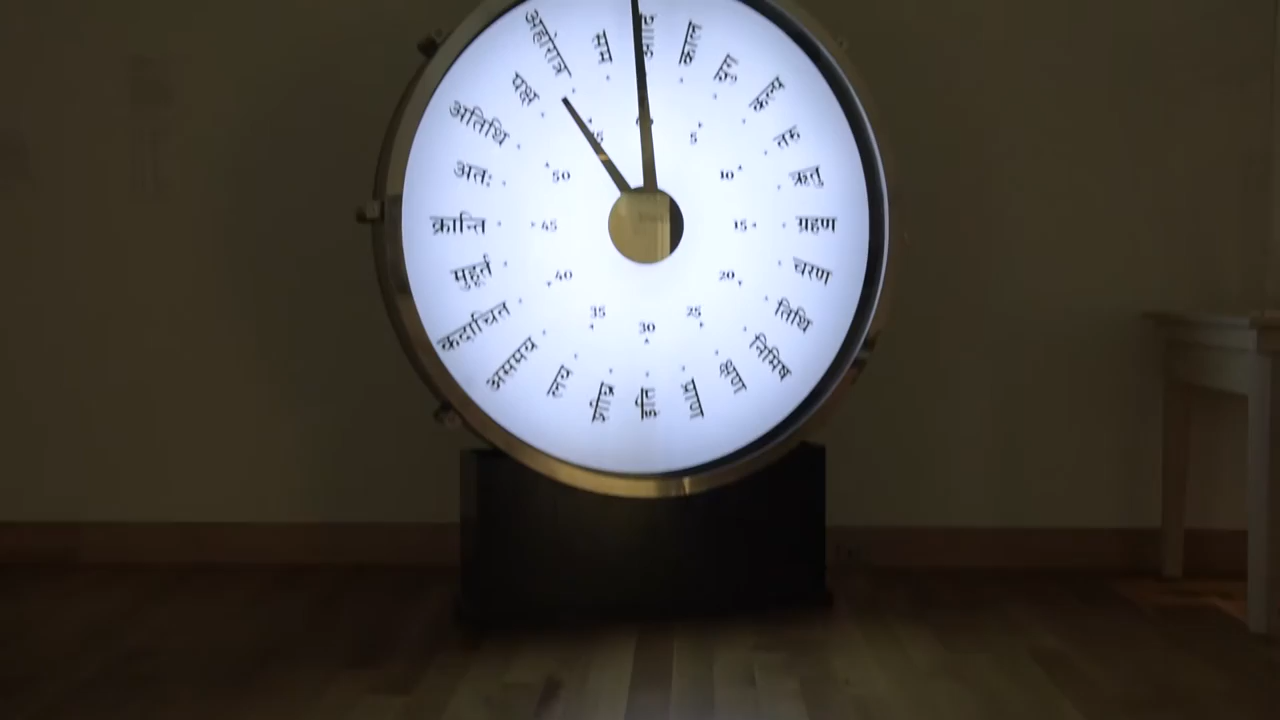 आदि
काल
युग
कल्प
तरु
ऋतु
ग्रहण
चरण
तिथि
निमिष
क्षण
प्राण
इति
शीघ्र
लय
असमय
कदाचित
मुहूर्त
क्रान्ति
अतः
अतिथि
पक्ष
अहोरात्र
सम
5
10
15
20
25
30
35
40
45
50